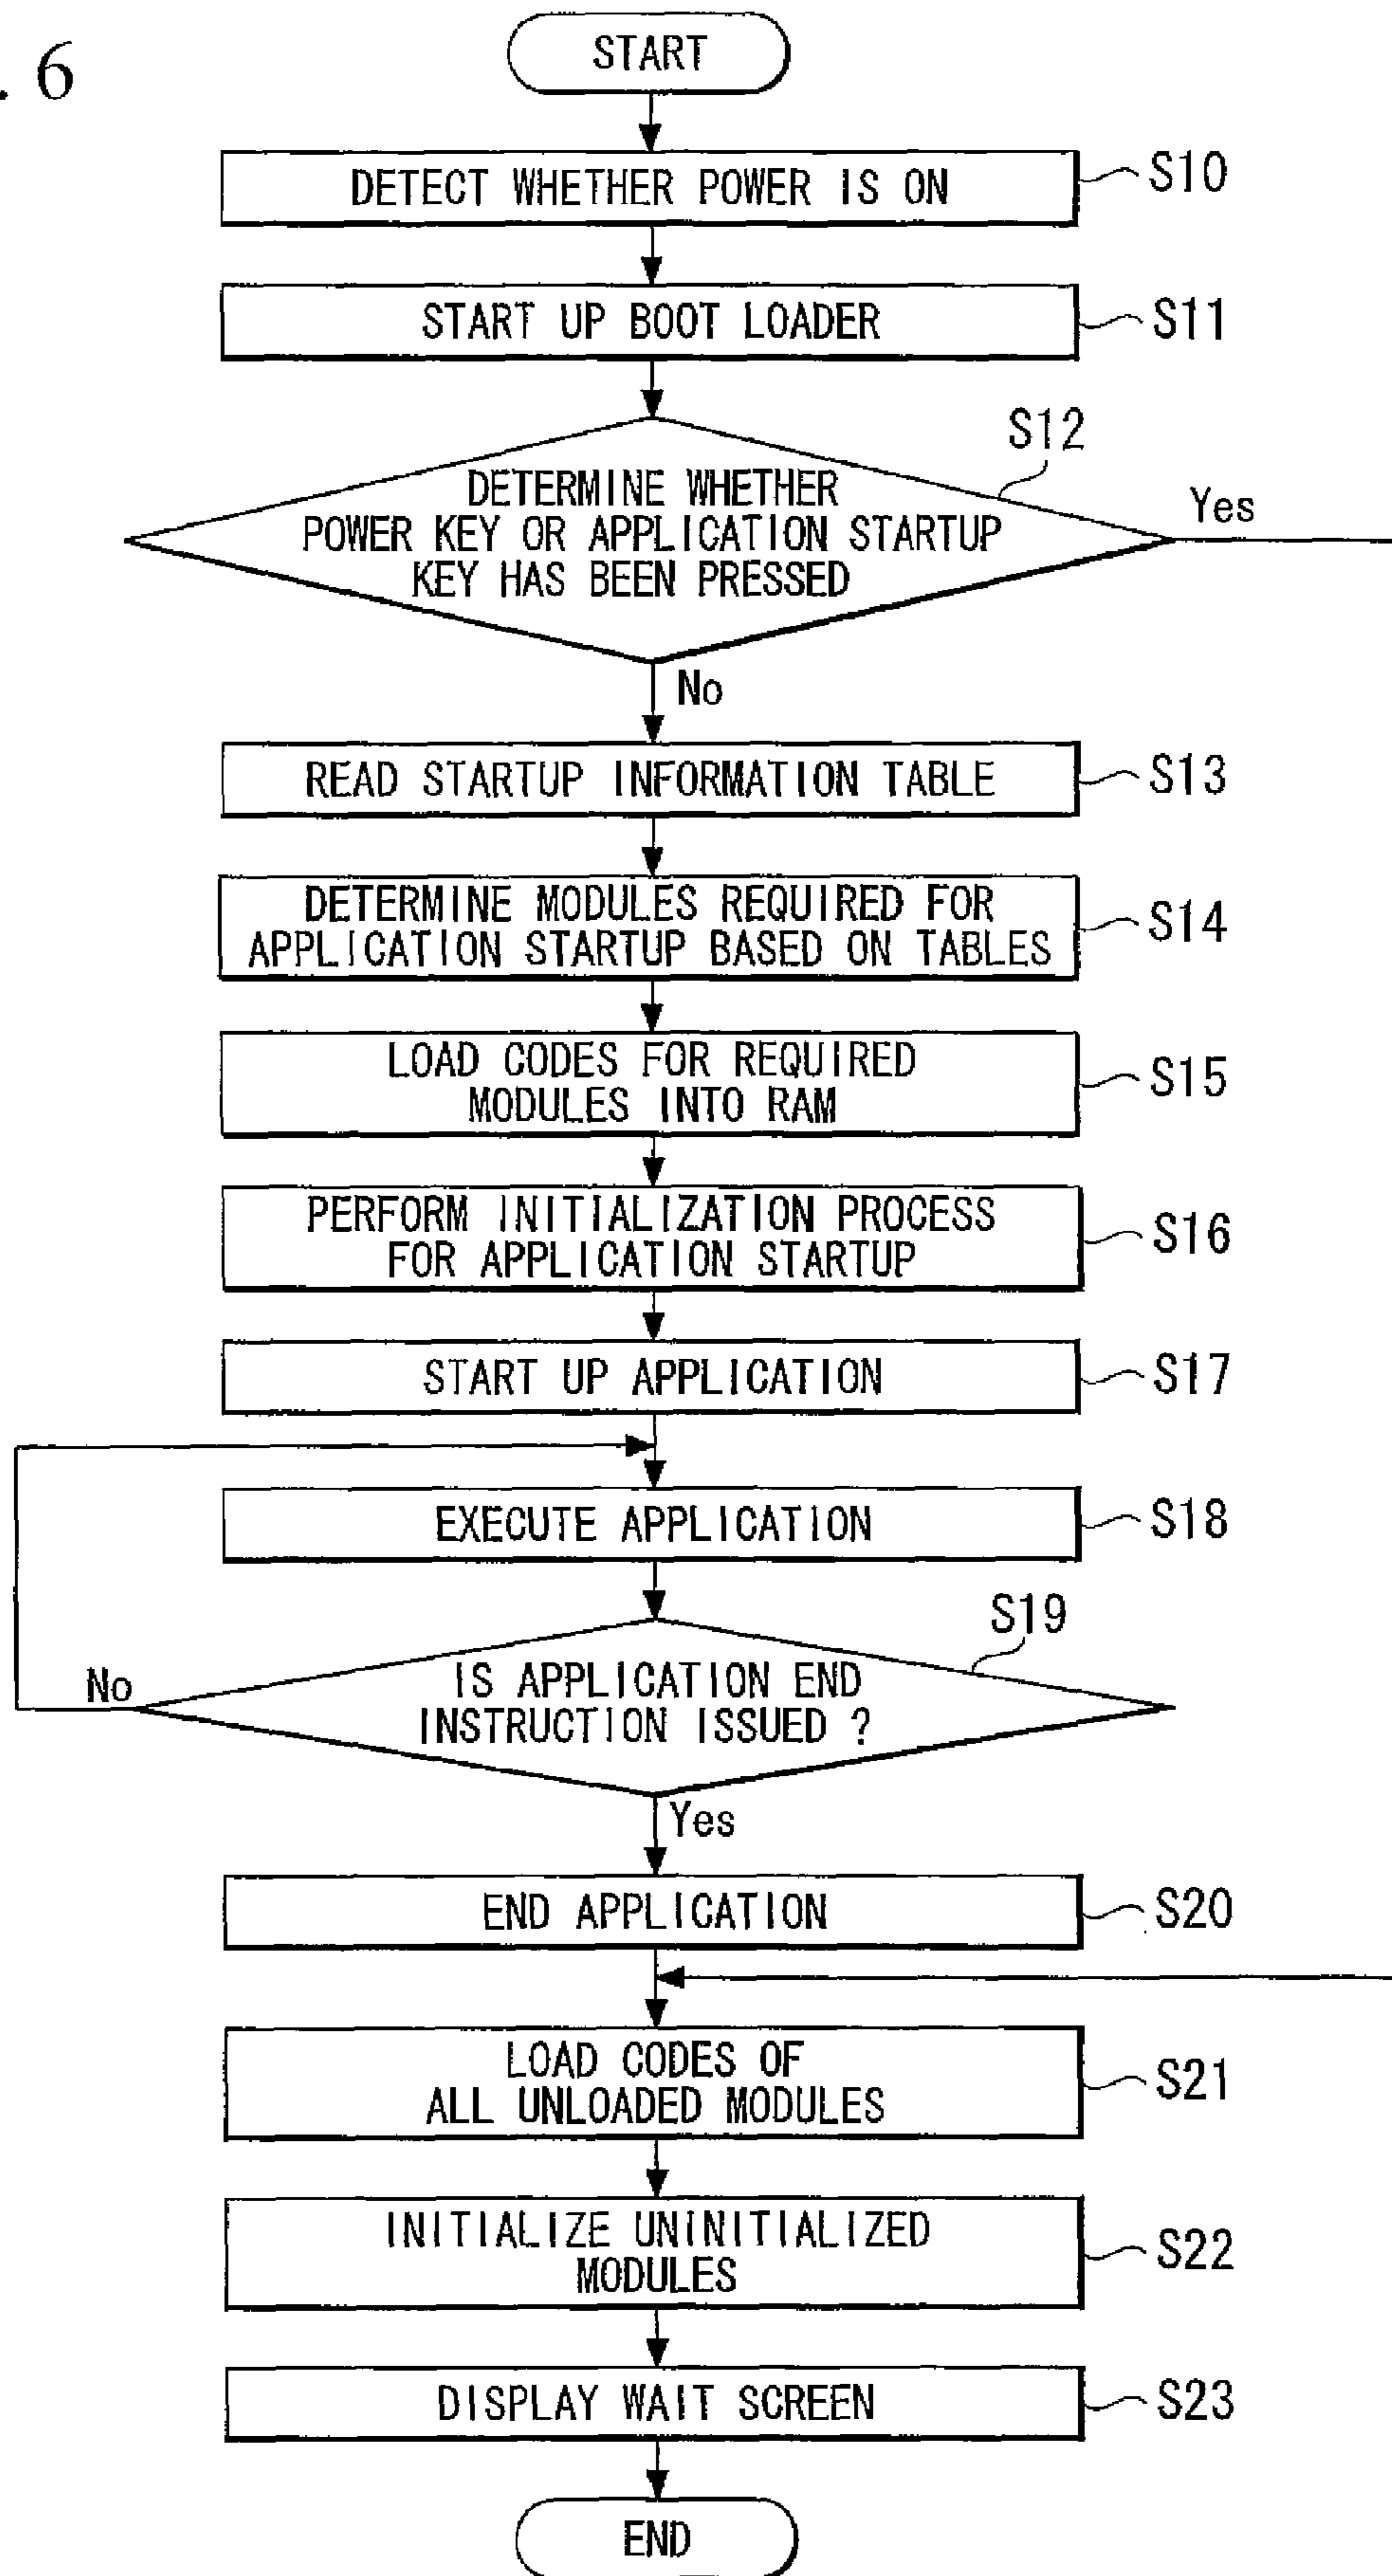 . 6
START
DETECT WHETHER POWER IS ON
S10
START UP BOOT LOADER
S11
S12
DETERMINE WHETHER
POWER KEY OR APPLICATION STARTUP
KEY HAS BEEN PRESSED
Yes
No
READ STARTUP INFORMATION TABLE
S13
DETERMINE MODULES REQUIRED FOR
APPLICATION STARTUP BASED ON TABLES
S14
LOAD CODES FOR REQUIRED
MODULES INTO RAM
S15
PERFORM INITIALIZATION PROCESS
FOR APPLICATION STARTUP
S16
START UP APPLICATION
S17
EXECUTE APPLICATION
S18
S19
IS APPLICATION END
INSTRUCTION ISSUED ?
No
Yes
END APPLICATION
S20
LOAD CODES OF
ALL UNLOADED MODULES
S21
INITIALIZE UNINITIALIZED
MODULES
S22
DISPLAY WAIT SCREEN
S23
END